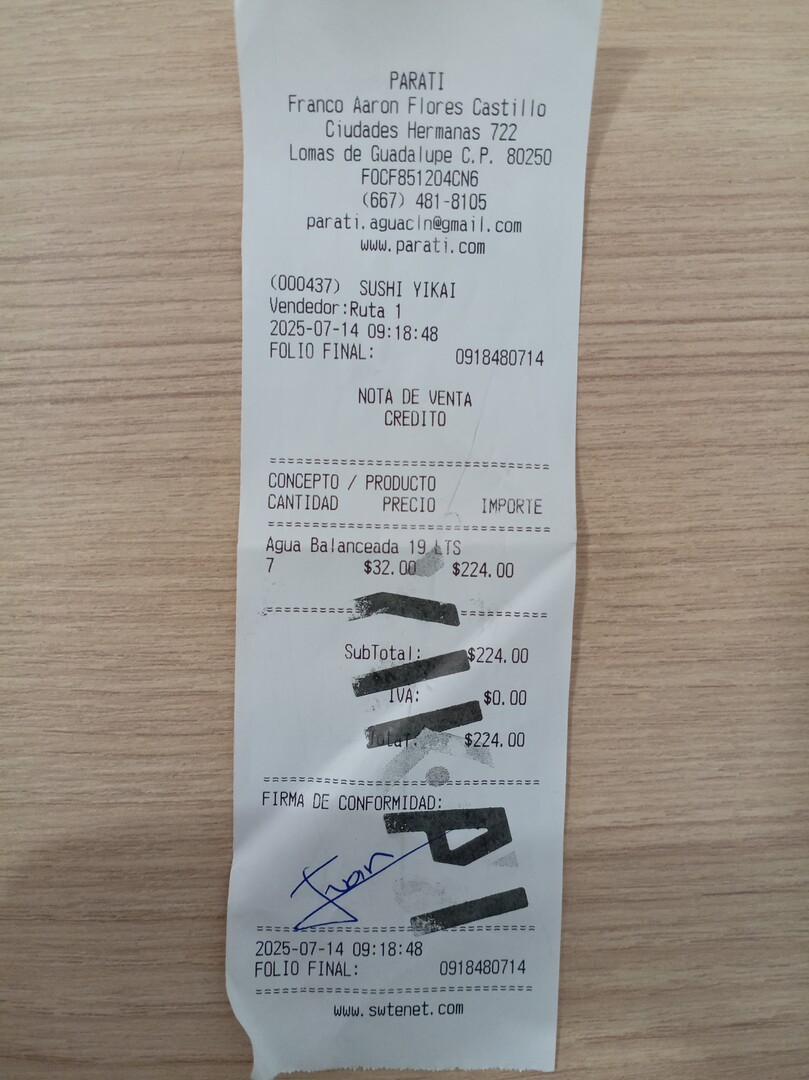 PARATI
Franco Aaron Flores Castillo
Ciudades Hermanas 722
Lomas de Guadalupe C.P. 80250
FOCF851204CN6
(667) 481-8105
parati.aguacln@gmail.com
www.parati.com
(000437) SUSHI YIKAI
Vendedor:Ruta 1
2025-07-14 09:18:48
FOLIO FINAL: 0918480714
NOTA DE VENTA
CREDITO
CONCEPTO / PRODUCTO
CANTIDAD PRECIO IMPORTE
Agua Balanceada 19 LTS
7 $32.00 $224.00
SubTotal: $224.00
IVA: $0.00
Total: $224.00
FIRMA DE CONFORMIDAD:
Juan
2025-07-14 09:18:48
FOLIO FINAL: 0918480714
www.swtenet.com